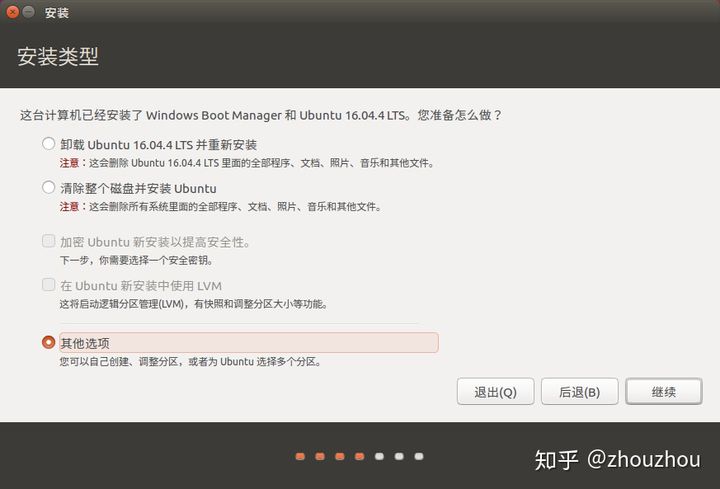 安装
安装类型
这台计算机已经安装了 Windows Boot Manager 和 Ubuntu 16.04.4 LTS。您准备怎么做？
卸载 Ubuntu 16.04.4 LTS 并重新安装
注意：这会删除 Ubuntu 16.04.4 LTS 里面的全部程序、文档、照片、音乐和其他文件。
清除整个磁盘并安装 Ubuntu
注意：这会删除所有系统里面的全部程序、文档、照片、音乐和其他文件。
加密 Ubuntu 新安装以提高安全性。
下一步，你需要选择一个安全密钥。
在 Ubuntu 新安装中使用 LVM
这将启动逻辑分区管理(LVM)，有快照和调整分区大小等功能。
其他选项
您可以自己创建、调整分区，或者为 Ubuntu 选择多个分区。
退出(Q) 后退(B) 继续
知乎 @zhouzhou